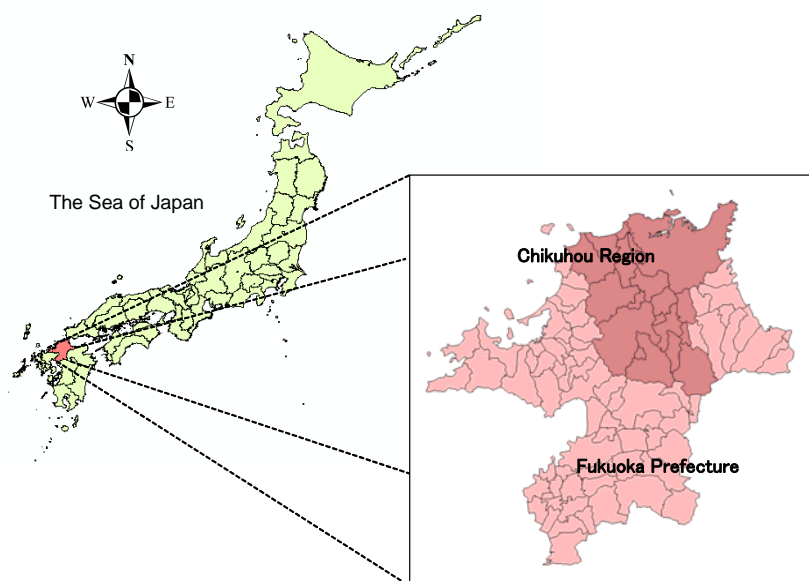 N
W E
S
The Sea of Japan
Chikuhou Region
Fukuoka Prefecture